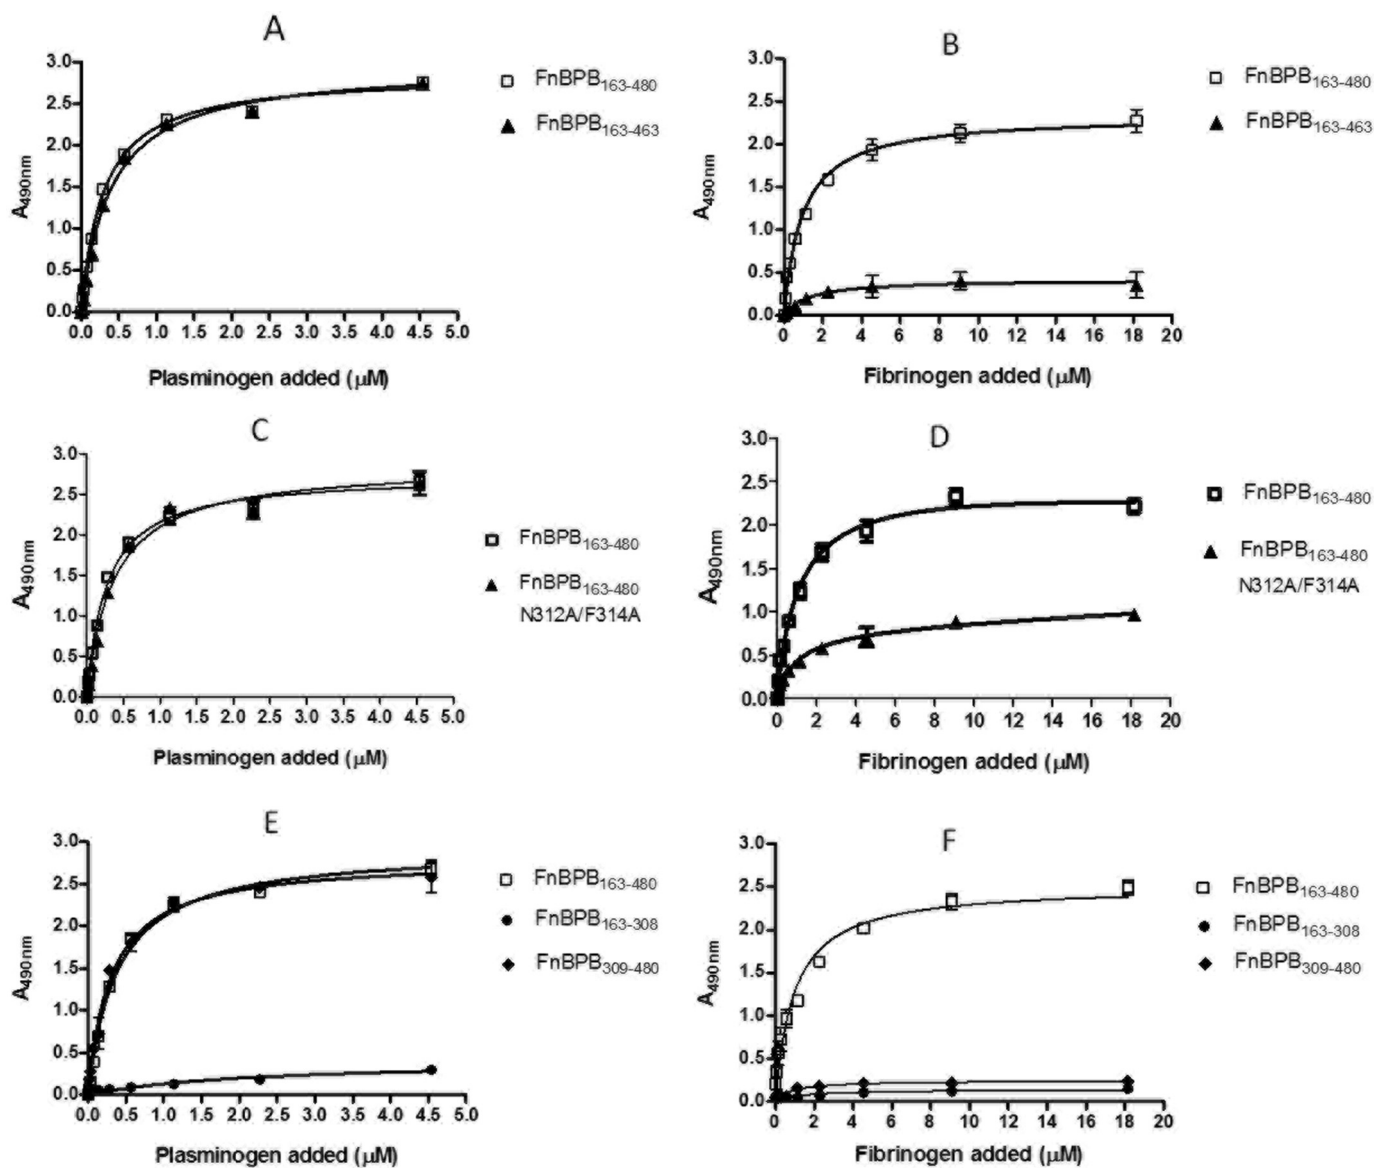 A
3.0
2.5
2.0
1.5
1.0
0.5
0.0
A490nm
0.0 0.5 1.0 1.5 2.0 2.5 3.0 3.5 4.0 4.5 5.0
Plasminogen added (µM)
FnBPB163-480
FnBPB163-463
B
3.0
2.5
2.0
1.5
1.0
0.5
0.0
A490nm
0 2 4 6 8 10 12 14 16 18 20
Fibrinogen added (µM)
FnBPB163-480
FnBPB163-463
C
3.0
2.5
2.0
1.5
1.0
0.5
0.0
A490nm
0.0 0.5 1.0 1.5 2.0 2.5 3.0 3.5 4.0 4.5 5.0
Plasminogen added (µM)
FnBPB163-480
FnBPB163-480
N312A/F314A
D
3.0
2.5
2.0
1.5
1.0
0.5
0.0
A490nm
0 2 4 6 8 10 12 14 16 18 20
Fibrinogen added (µM)
FnBPB163-480
FnBPB163-480
N312A/F314A
E
3.0
2.5
2.0
1.5
1.0
0.5
0.0
A490nm
0.0 0.5 1.0 1.5 2.0 2.5 3.0 3.5 4.0 4.5 5.0
Plasminogen added (µM)
FnBPB163-480
FnBPB163-308
FnBPB309-480
F
3.0
2.5
2.0
1.5
1.0
0.5
0.0
A490nm
0 2 4 6 8 10 12 14 16 18 20
Fibrinogen added (µM)
FnBPB163-480
FnBPB163-308
FnBPB309-480